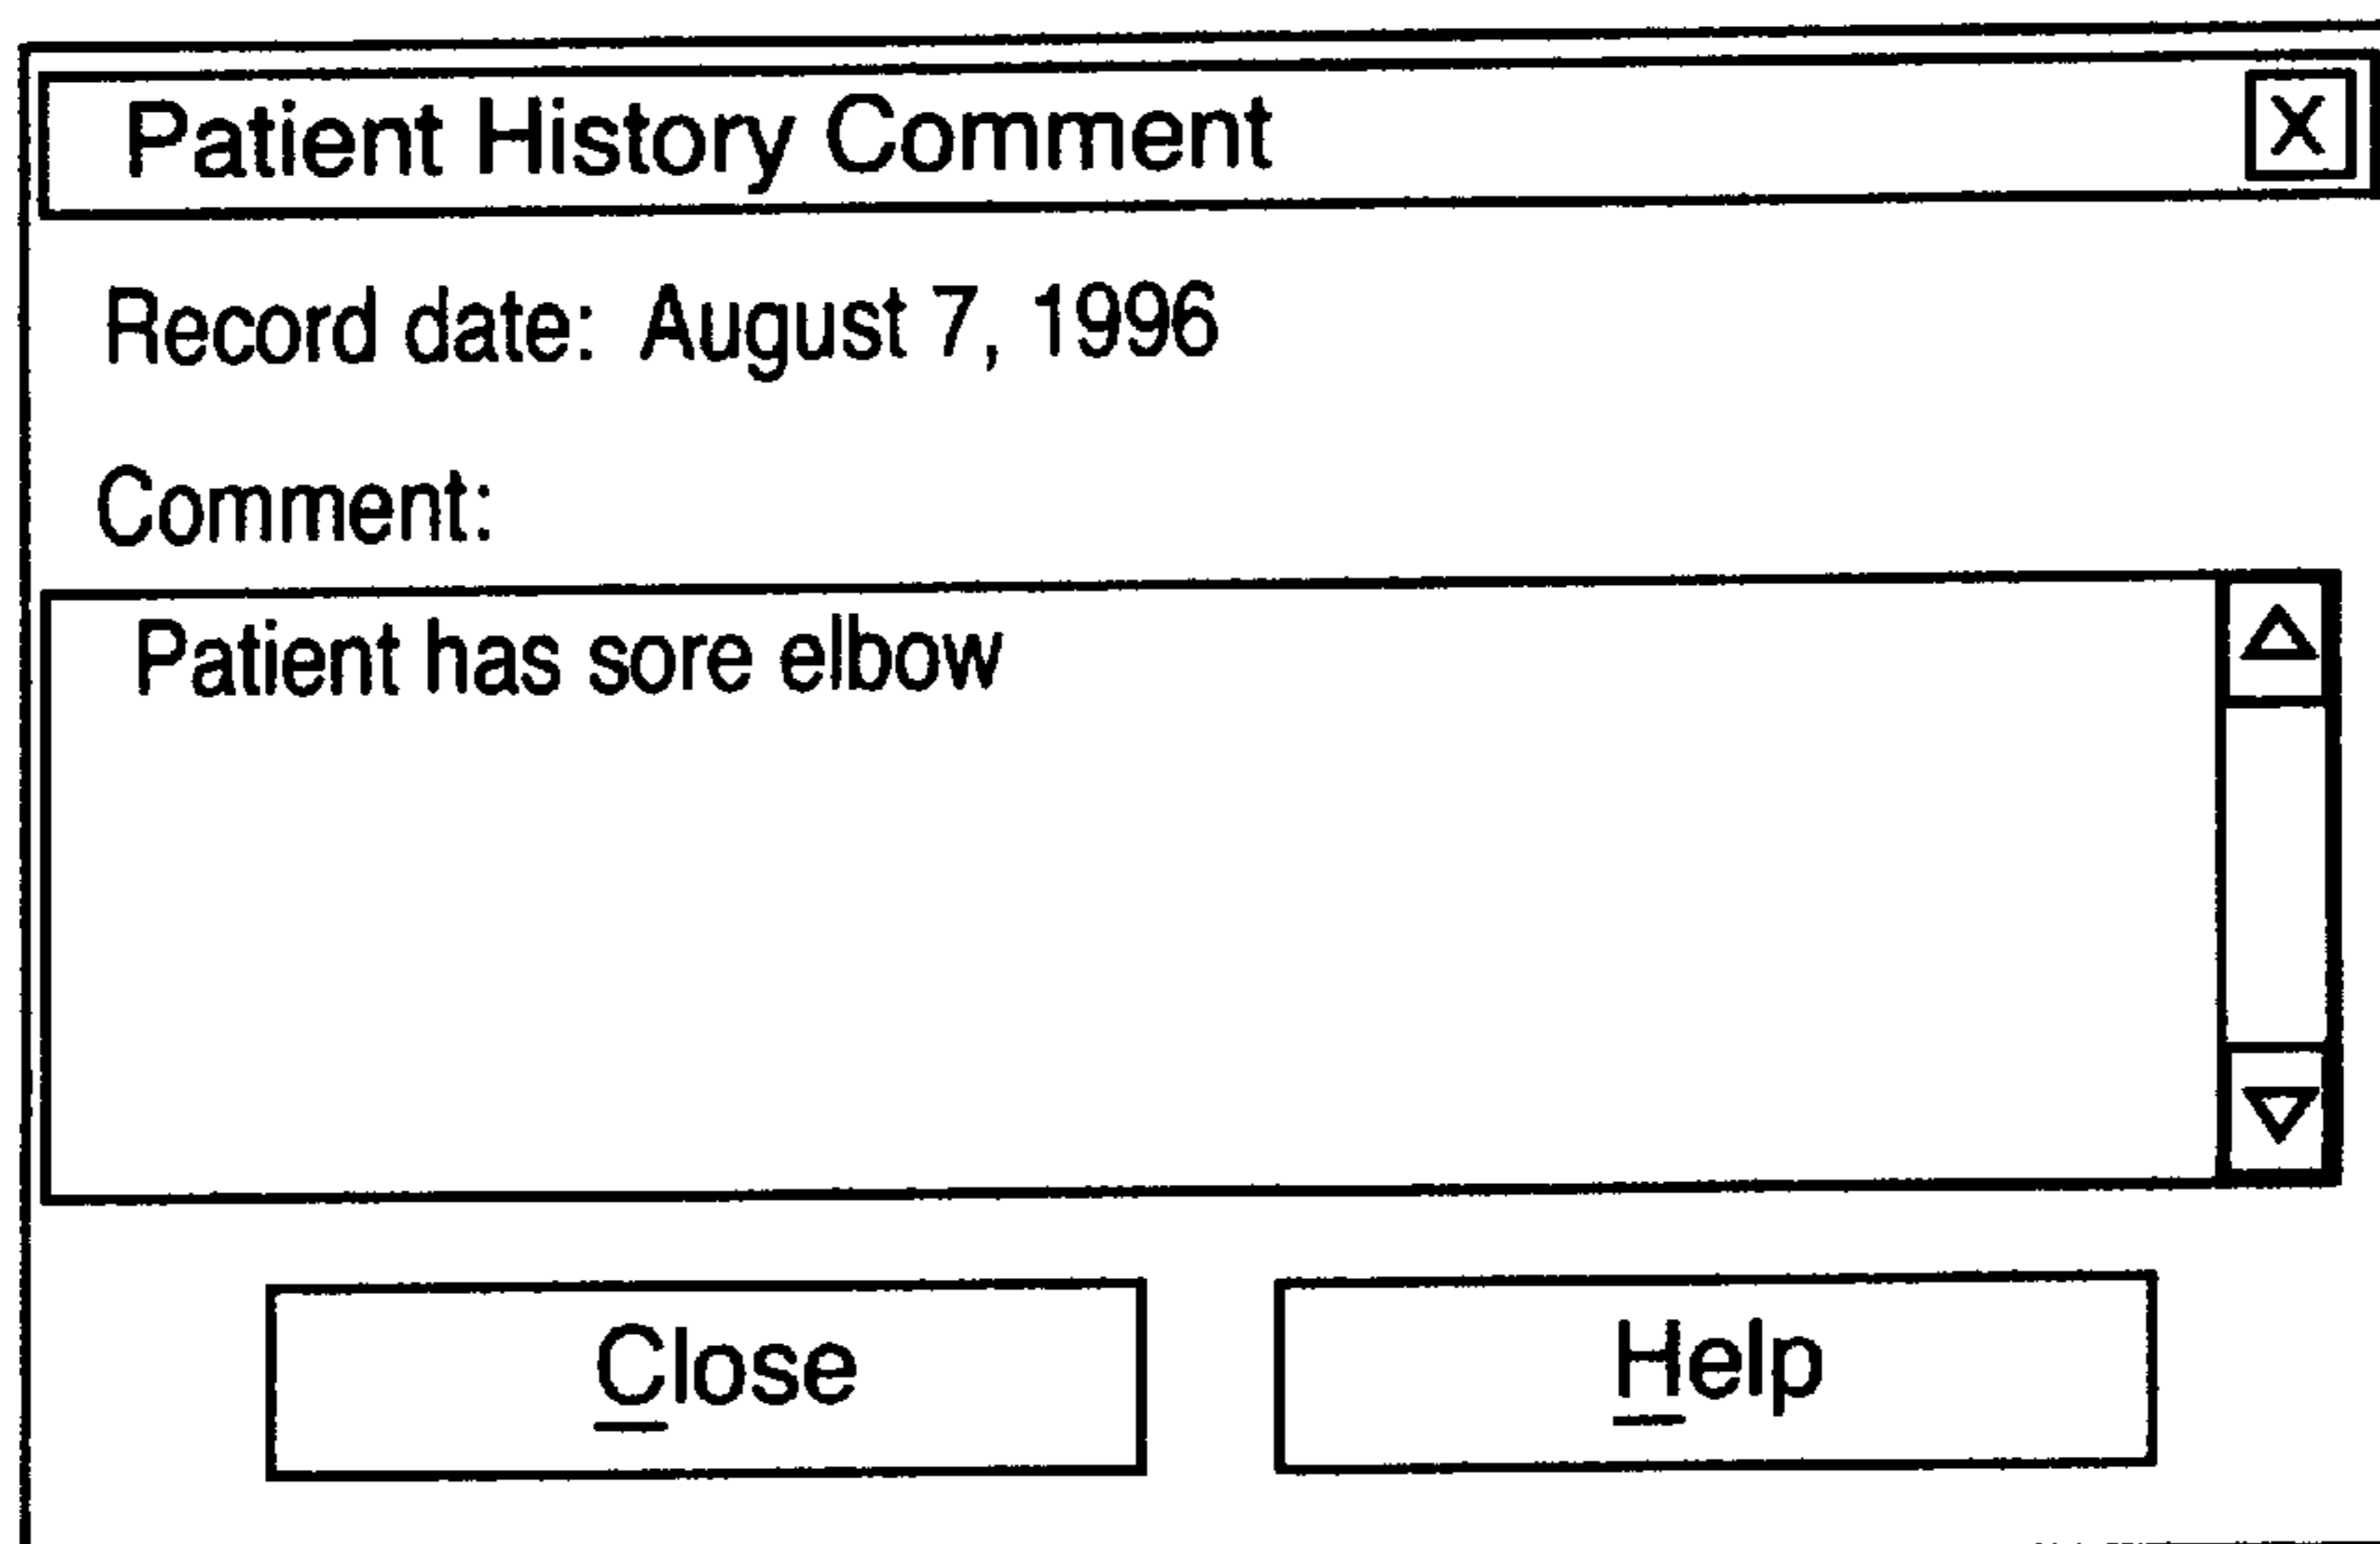 Patient History Comment X
Record date: August 7, 1996
Comment:
Patient has sore elbow
Close Help